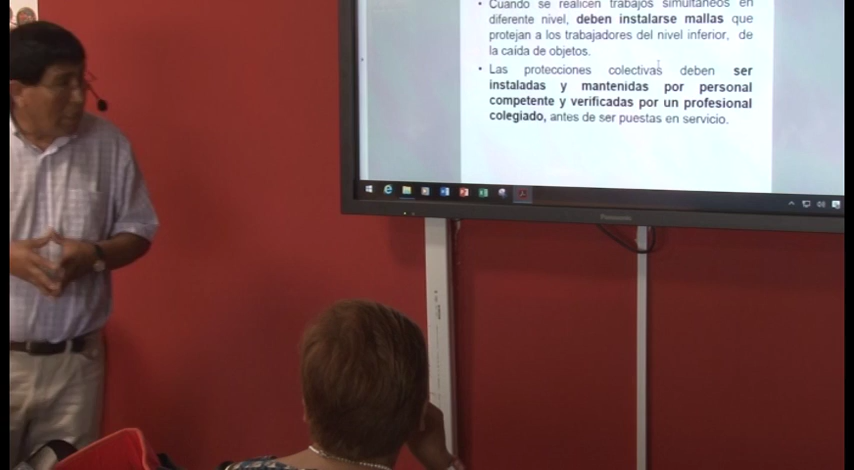 • Cuando se realicen trabajos simultáneos en
diferente nivel, deben instalarse mallas que
protejan a los trabajadores del nivel inferior, de
la caída de objetos.
• Las protecciones colectivas deben ser
instaladas y mantenidas por personal
competente y verificadas por un profesional
colegiado, antes de ser puestas en servicio.
Panasonic